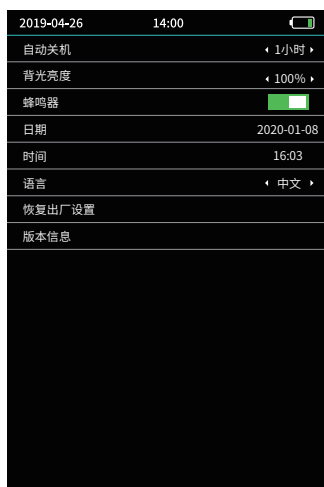 2019-04-26 14:00
自动关机 1小时
背光亮度 100%
蜂鸣器
日期 2020-01-08
时间 16:03
语言 中文
恢复出厂设置
版本信息